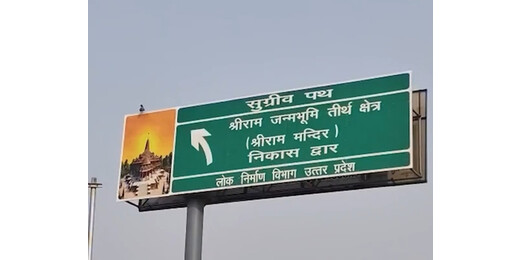 सुग्रीव पथ
श्रीराम जन्मभूमि तीर्थ क्षेत्र
(श्रीराम मन्दिर)
निकास द्वार
लोक निर्माण विभाग उत्तर प्रदेश